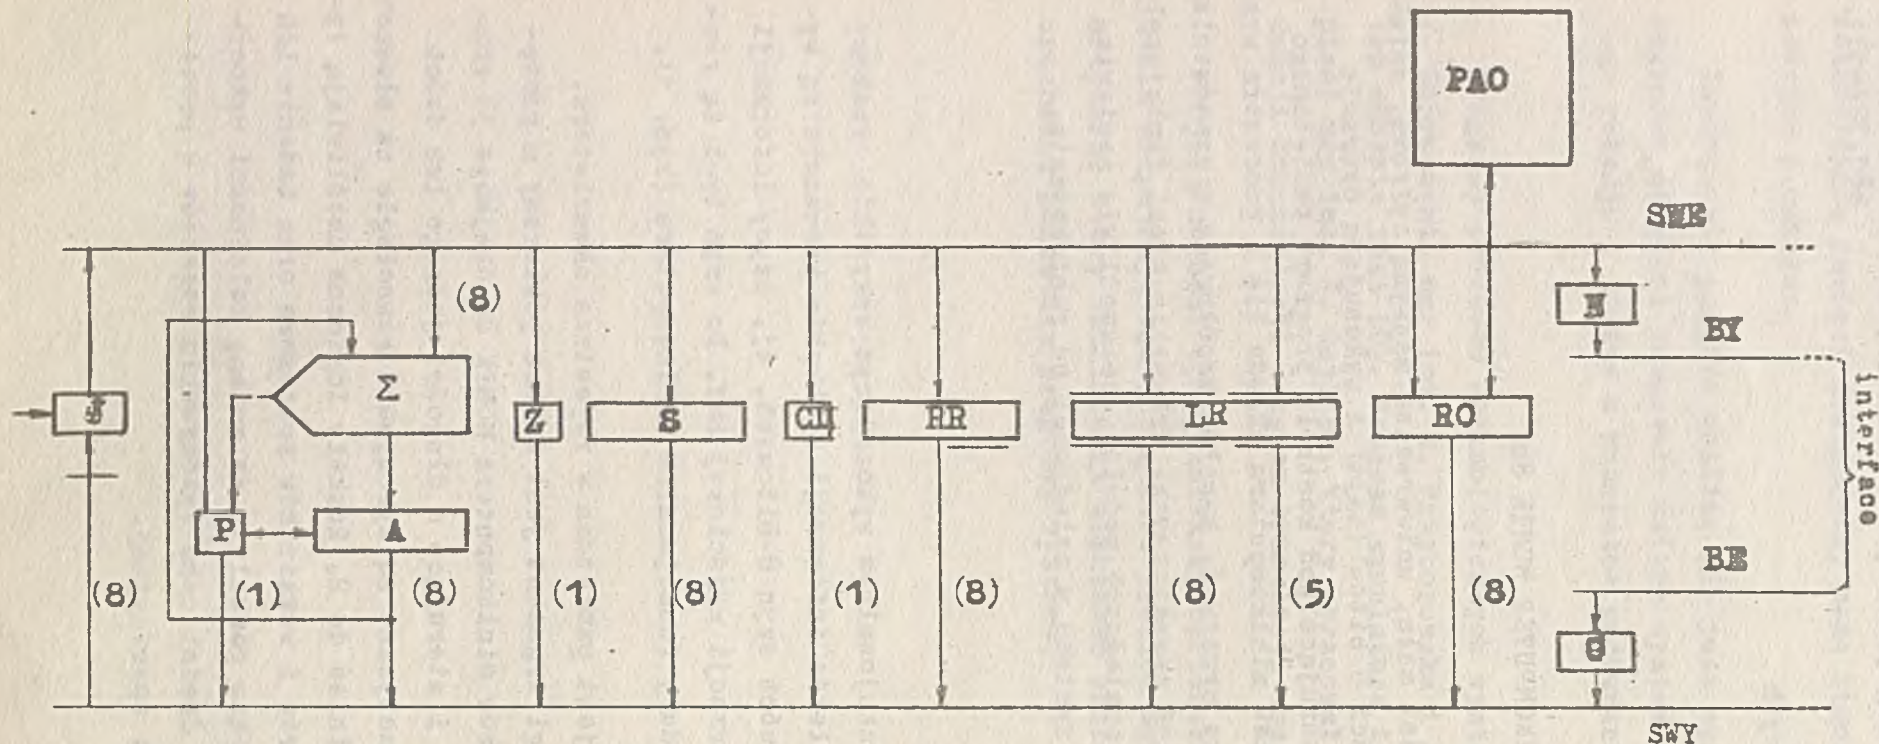 PAO
SWE
(8)
N
BY
Σ
Z
S
CU
RR
LR
RO
interface
P
A
(8)
(1)
(8)
(1)
(8)
(1)
(8)
(8)
(5)
(8)
BE
SWY